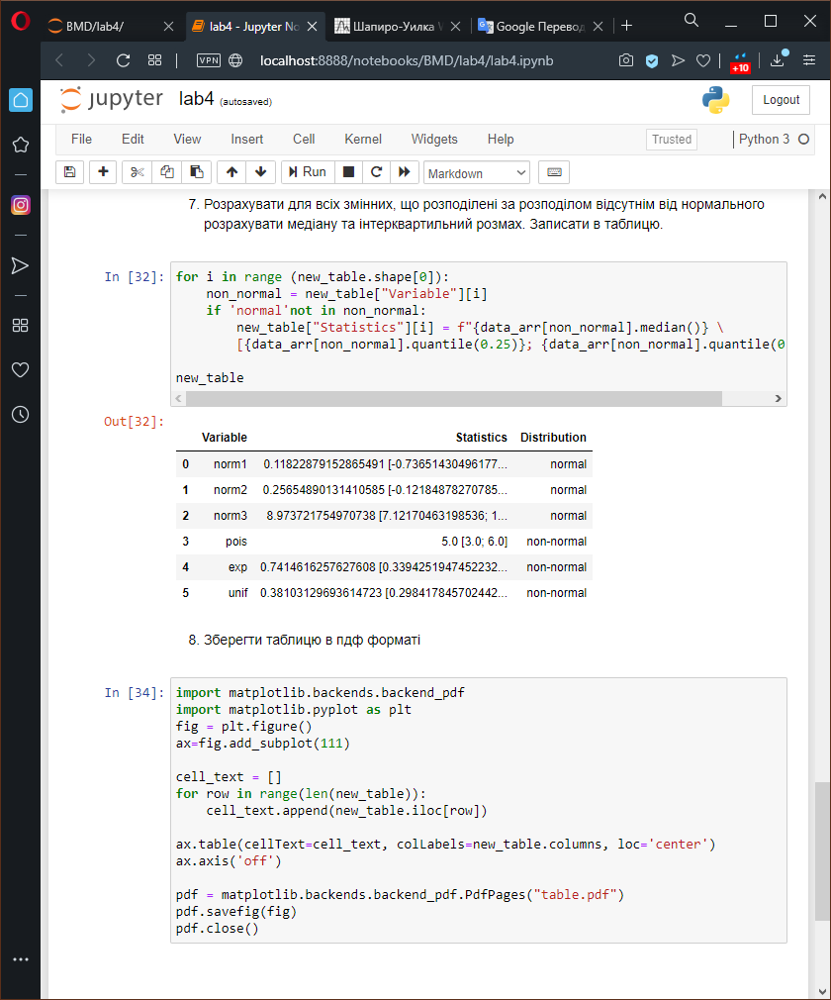 BMD/lab4/
lab4 - Jupyter No
Шапиро-Уилка
Google Перевод
VPN
localhost:8888/notebooks/BMD/lab4/lab4.ipynb
+10
jupyter lab4 (autosaved)
Logout
File Edit View Insert Cell Kernel Widgets Help
Trusted
Python 3
Run
Markdown
7. Розрахувати для всіх змінних, що розподілені за розподілом відсутнім від нормального
розрахувати медіану та інтерквартильний розмах. Записати в таблицю.
In [32]:
for i in range (new_table.shape[0]):
    non_normal = new_table["Variable"][i]
    if 'normal'not in non_normal:
        new_table["Statistics"][i] = f"{data_arr[non_normal].median()} \
        [{data_arr[non_normal].quantile(0.25)}; {data_arr[non_normal].quantile(0
new_table
Out[32]:
Variable Statistics Distribution
0 norm1 0.11822879152865491 [-0.73651430496177... normal
1 norm2 0.25654890131410585 [-0.12184878270785... normal
2 norm3 8.973721754970738 [7.12170463198536; 1... normal
3 pois 5.0 [3.0; 6.0] non-normal
4 exp 0.7414616257627608 [0.3394251947452232... non-normal
5 unif 0.38103129693614723 [0.298417845702442... non-normal
8. Зберегти таблицю в пдф форматі
In [34]:
import matplotlib.backends.backend_pdf
import matplotlib.pyplot as plt
fig = plt.figure()
ax=fig.add_subplot(111)
cell_text = []
for row in range(len(new_table)):
    cell_text.append(new_table.iloc[row])
ax.table(cellText=cell_text, colLabels=new_table.columns, loc='center')
ax.axis('off')
pdf = matplotlib.backends.backend_pdf.PdfPages("table.pdf")
pdf.savefig(fig)
pdf.close()